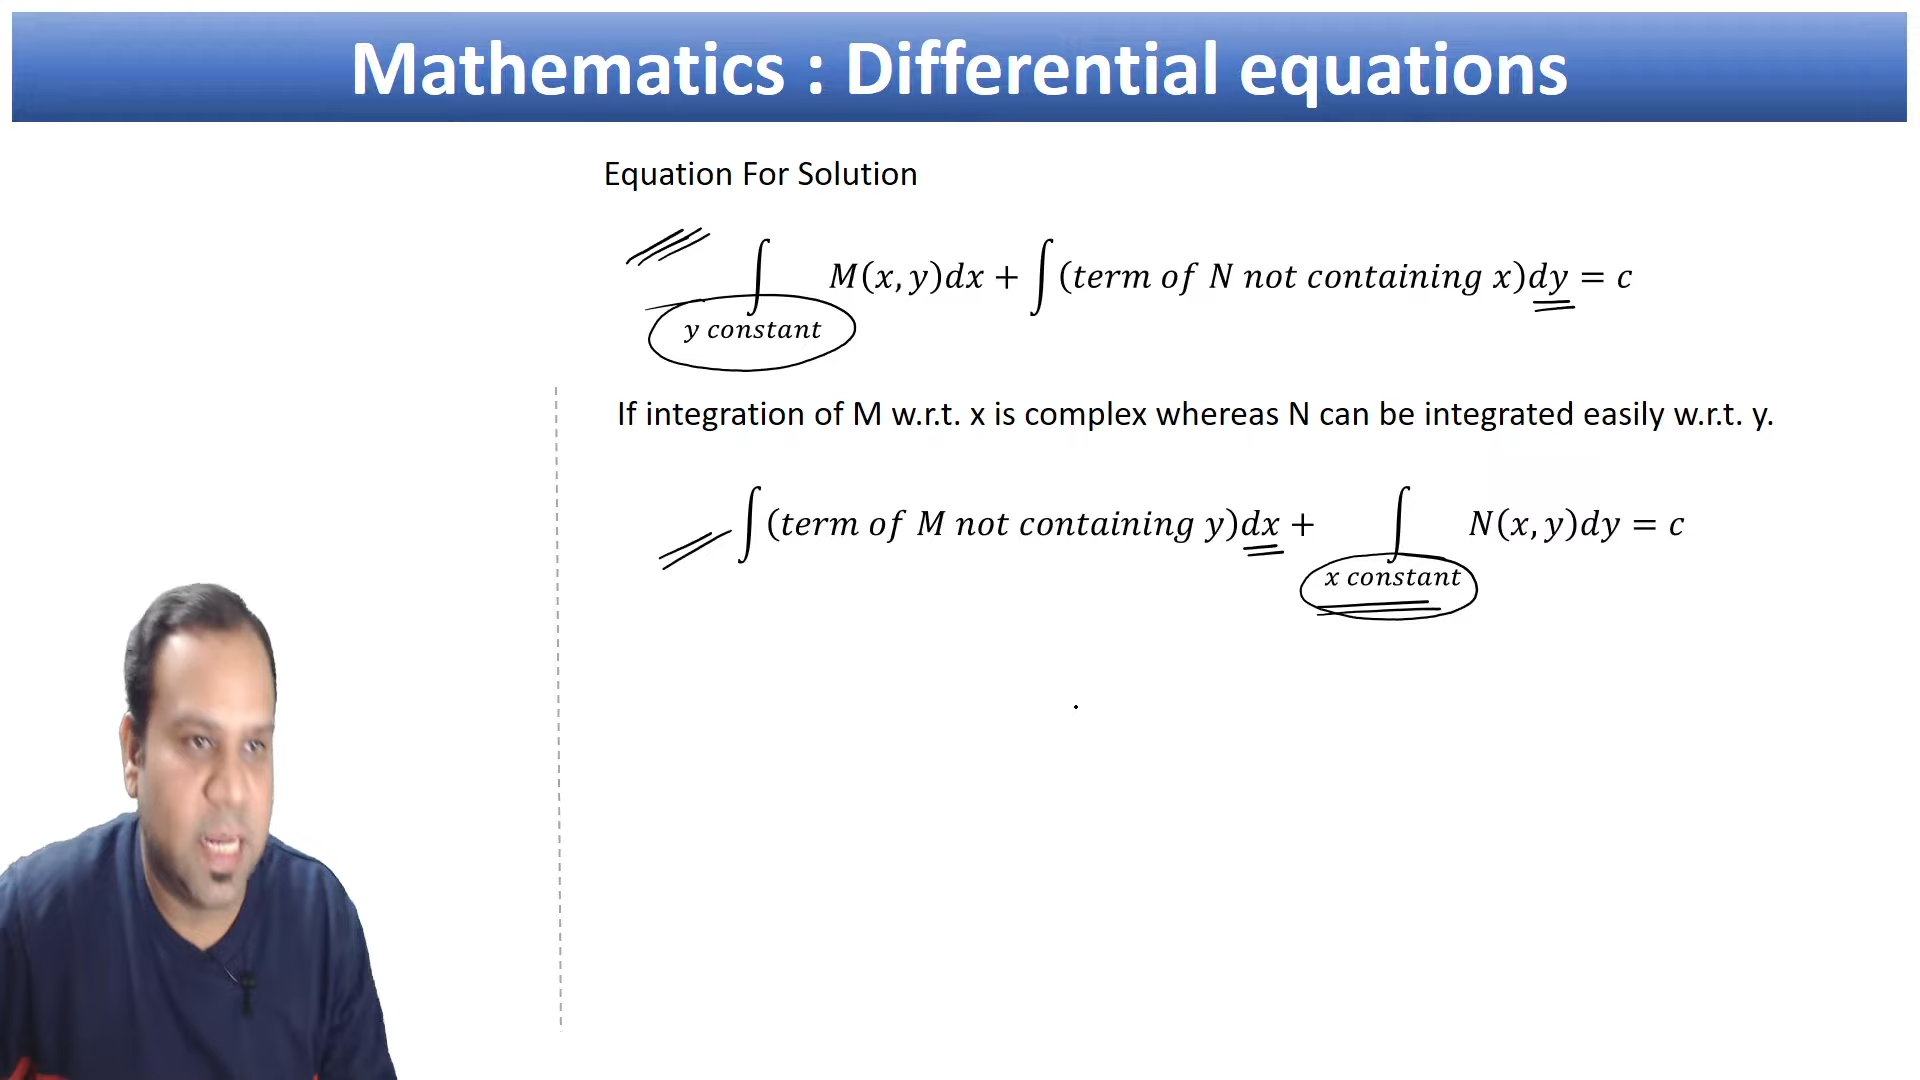 Mathematics : Differential equations
Equation For Solution
∫ M(x, y)dx + ∫(term of N not containing x)dy = c
y constant
If integration of M w.r.t. x is complex whereas N can be integrated easily w.r.t. y.
∫(term of M not containing y)dx + ∫ N(x, y)dy = c
x constant